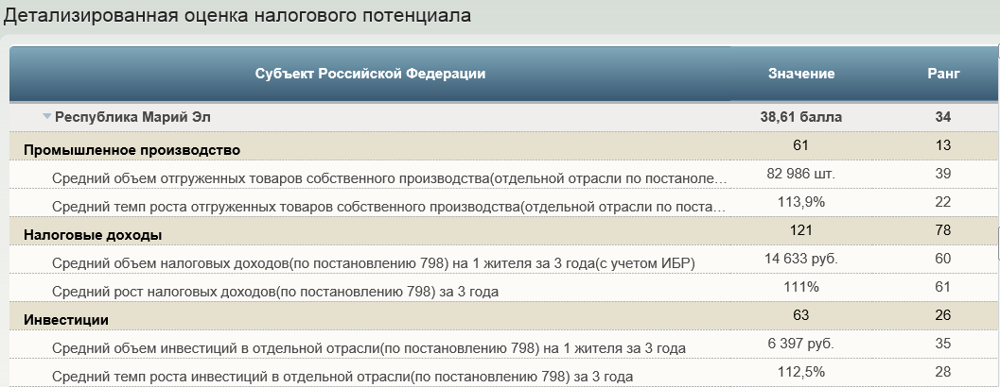 Детализированная оценка налогового потенциала
Субъект Российской Федерации Значение Ранг
Республика Марий Эл 38,61 балла 34
Промышленное производство 61 13
Средний объем отгруженных товаров собственного производства(отдельной отрасли по постаноле... 82 986 шт. 39
Средний темп роста отгруженных товаров собственного производства(отдельной отрасли по поста... 113,9% 22
Налоговые доходы 121 78
Средний объем налоговых доходов(по постановлению 798) на 1 жителя за 3 года(с учетом ИБР) 14 633 руб. 60
Средний рост налоговых доходов(по постановлению 798) за 3 года 111% 61
Инвестиции 63 26
Средний объем инвестиций в отдельной отрасли(по постановлению 798) на 1 жителя за 3 года 6 397 руб. 35
Средний темп роста инвестиций в отдельной отрасли(по постановлению 798) за 3 года 112,5% 28